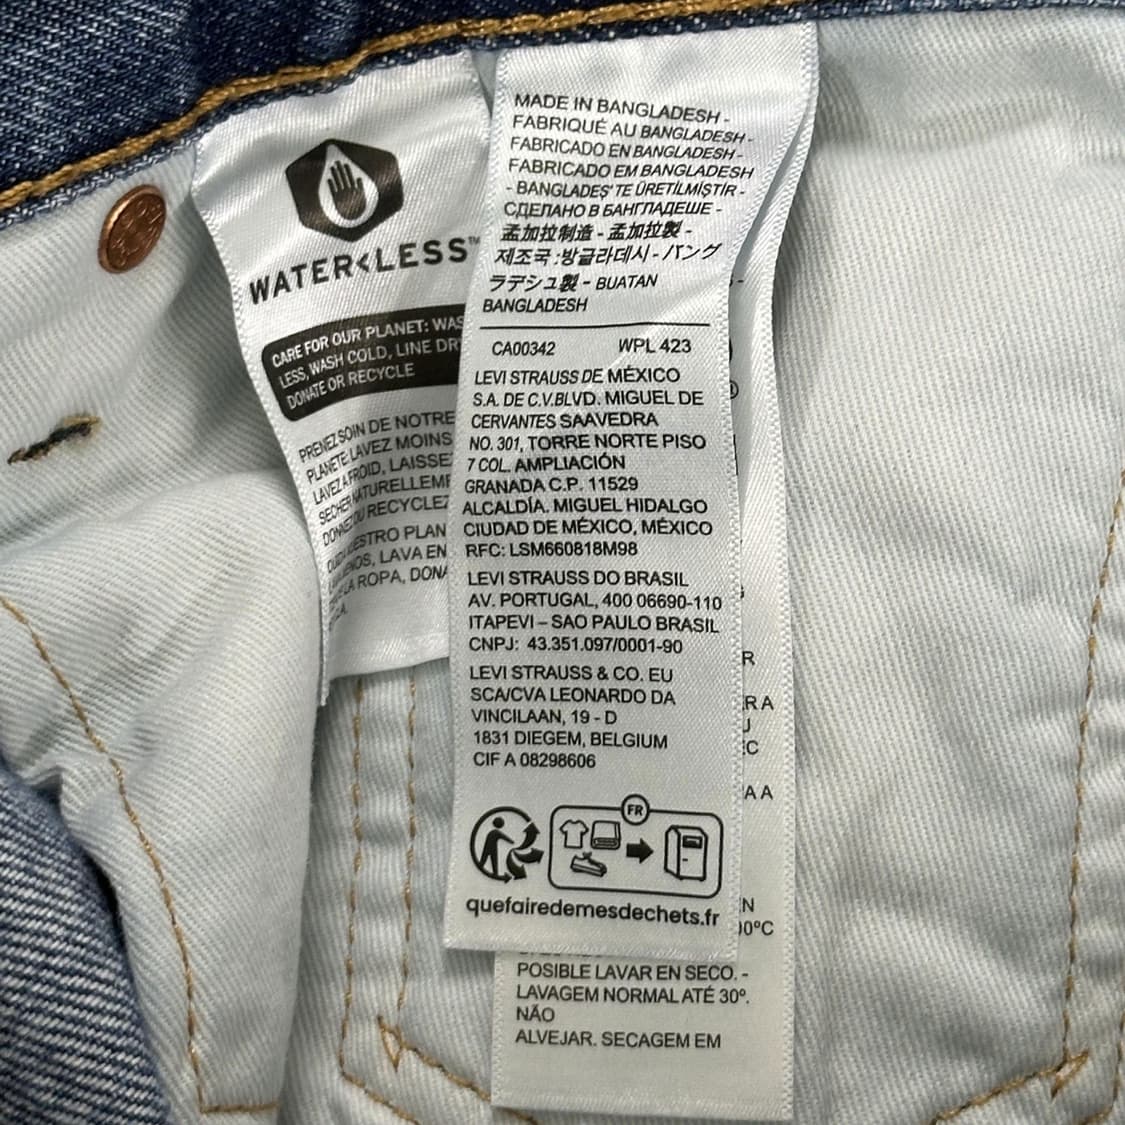 WATER<LESS™
CARE FOR OUR PLANET: WAS
LESS, WASH COLD, LINE DR
DONATE OR RECYCLE
PRENEZ SOIN DE NOTRE
PLANETE: LAVEZ MOINS
LAVEZ A FROID, LAISSE
SECHER NATURELLEME
DONNEZ OU RECYCLEZ
NUESTRO PLAN
LAVA EN
LA ROPA, DONA
MADE IN BANGLADESH -
FABRIQUÉ AU BANGLADESH -
FABRICADO EN BANGLADESH -
FABRICADO EM BANGLADESH
- BANGLADEŞ'TE ÜRETİLMİŞTİR -
СДЕЛАНО В БАНГЛАДЕШЕ -
孟加拉制造 - 孟加拉製 -
제조국 :방글라데시 - バング
ラデシュ製 - BUATAN
BANGLADESH
CA00342 WPL 423
LEVI STRAUSS DE MÉXICO
S.A. DE C.V.BLVD. MIGUEL DE
CERVANTES SAAVEDRA
NO. 301, TORRE NORTE PISO
7 COL. AMPLIACIÓN
GRANADA C.P. 11529
ALCALDÍA. MIGUEL HIDALGO
CIUDAD DE MÉXICO, MÉXICO
RFC: LSM660818M98
LEVI STRAUSS DO BRASIL
AV. PORTUGAL, 400 06690-110
ITAPEVI – SAO PAULO BRASIL
CNPJ: 43.351.097/0001-90
LEVI STRAUSS & CO. EU
SCA/CVA LEONARDO DA
VINCILAAN, 19 - D
1831 DIEGEM, BELGIUM
CIF A 08298606
FR
quefairedemesdechets.fr
POSIBLE LAVAR EN SECO. -
LAVAGEM NORMAL ATÉ 30º.
NÃO
ALVEJAR. SECAGEM EM